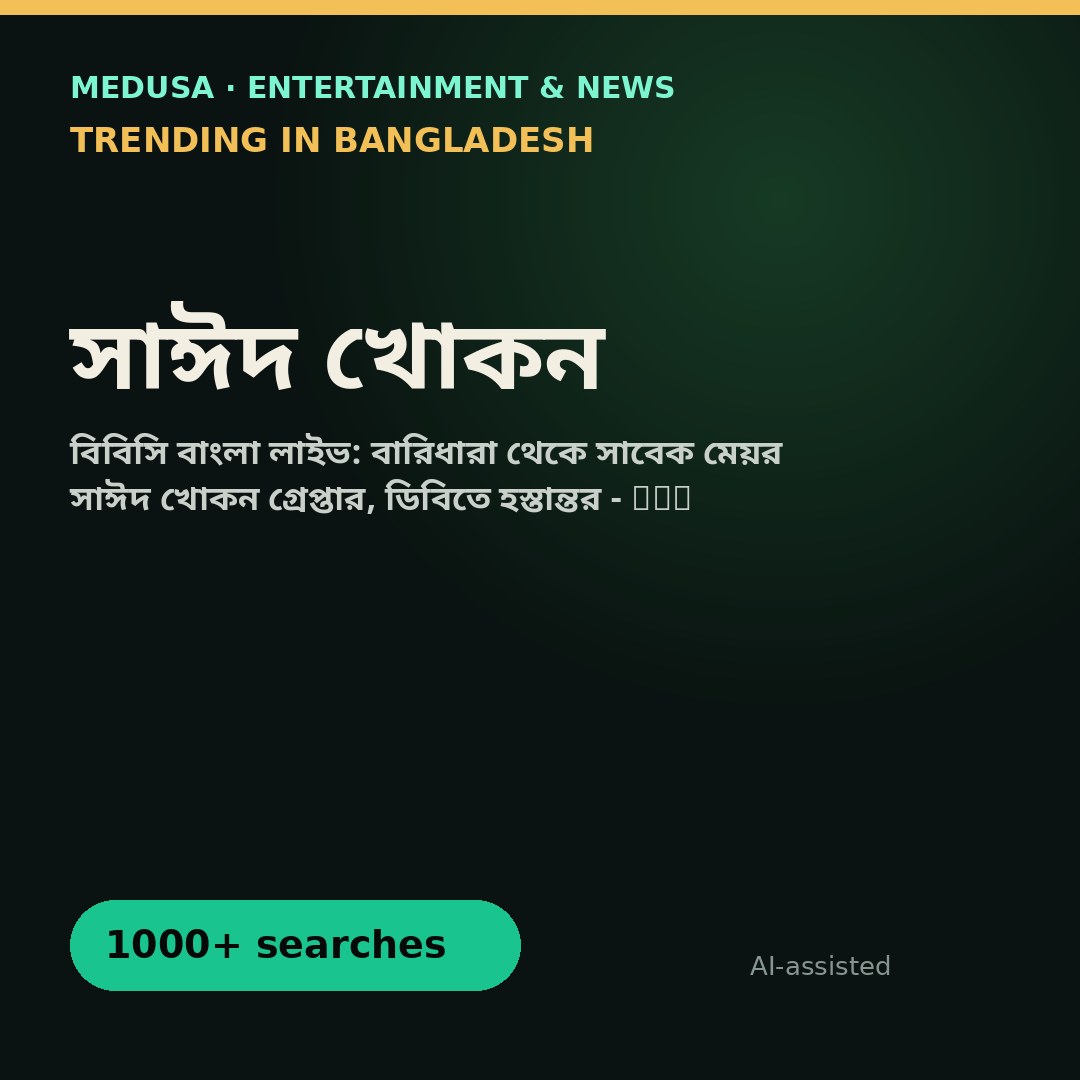 MEDUSA · ENTERTAINMENT & NEWS
TRENDING IN BANGLADESH
সাঈদ খোকন
বিবিসি বাংলা লাইভ: বারিধারা থেকে সাবেক মেয়র
সাঈদ খোকন গ্রেপ্তার, ডিবিতে হস্তান্তর -
1000+ searches
AI-assisted